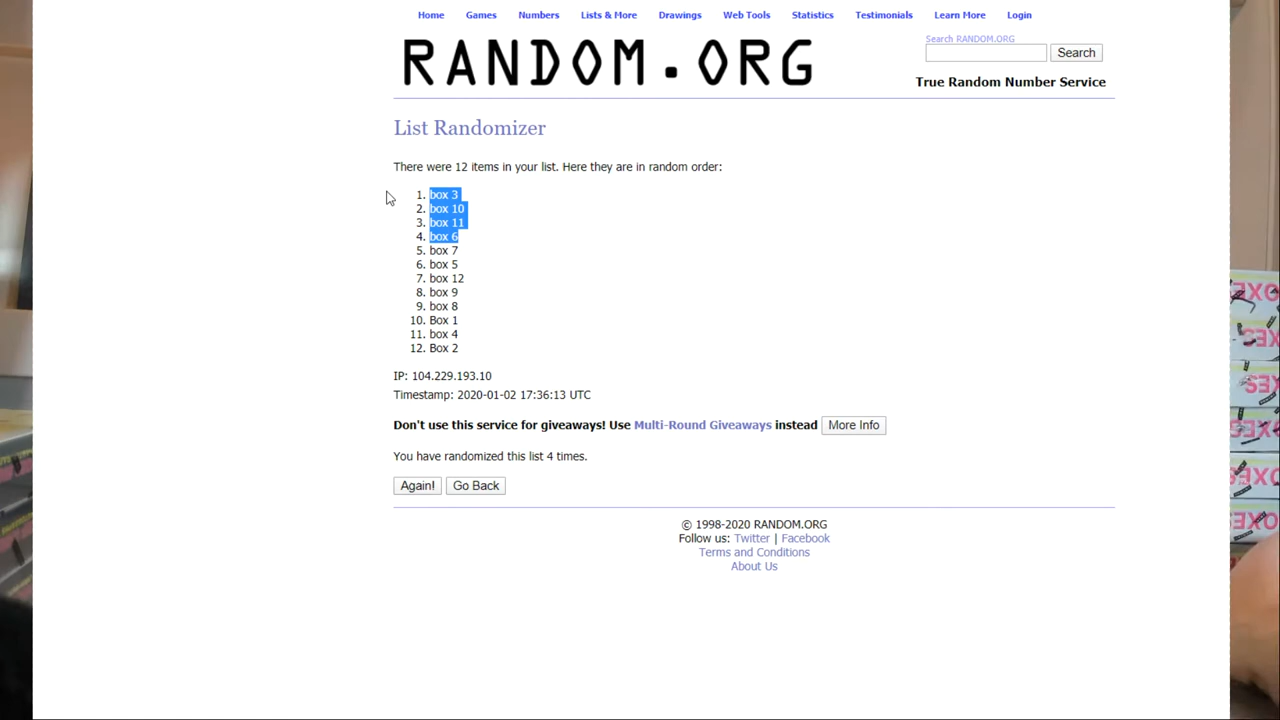 Home Games Numbers Lists & More Drawings Web Tools Statistics Testimonials Learn More Login
RANDOM.ORG
Search RANDOM.ORG
Search
True Random Number Service
List Randomizer
There were 12 items in your list. Here they are in random order:
1. box 3
2. box 10
3. box 11
4. box 6
5. box 7
6. box 5
7. box 12
8. box 9
9. box 8
10. Box 1
11. box 4
12. Box 2
IP: 104.229.193.10
Timestamp: 2020-01-02 17:36:13 UTC
Don't use this service for giveaways! Use Multi-Round Giveaways instead More Info
You have randomized this list 4 times.
Again! Go Back
© 1998-2020 RANDOM.ORG
Follow us: Twitter | Facebook
Terms and Conditions
About Us